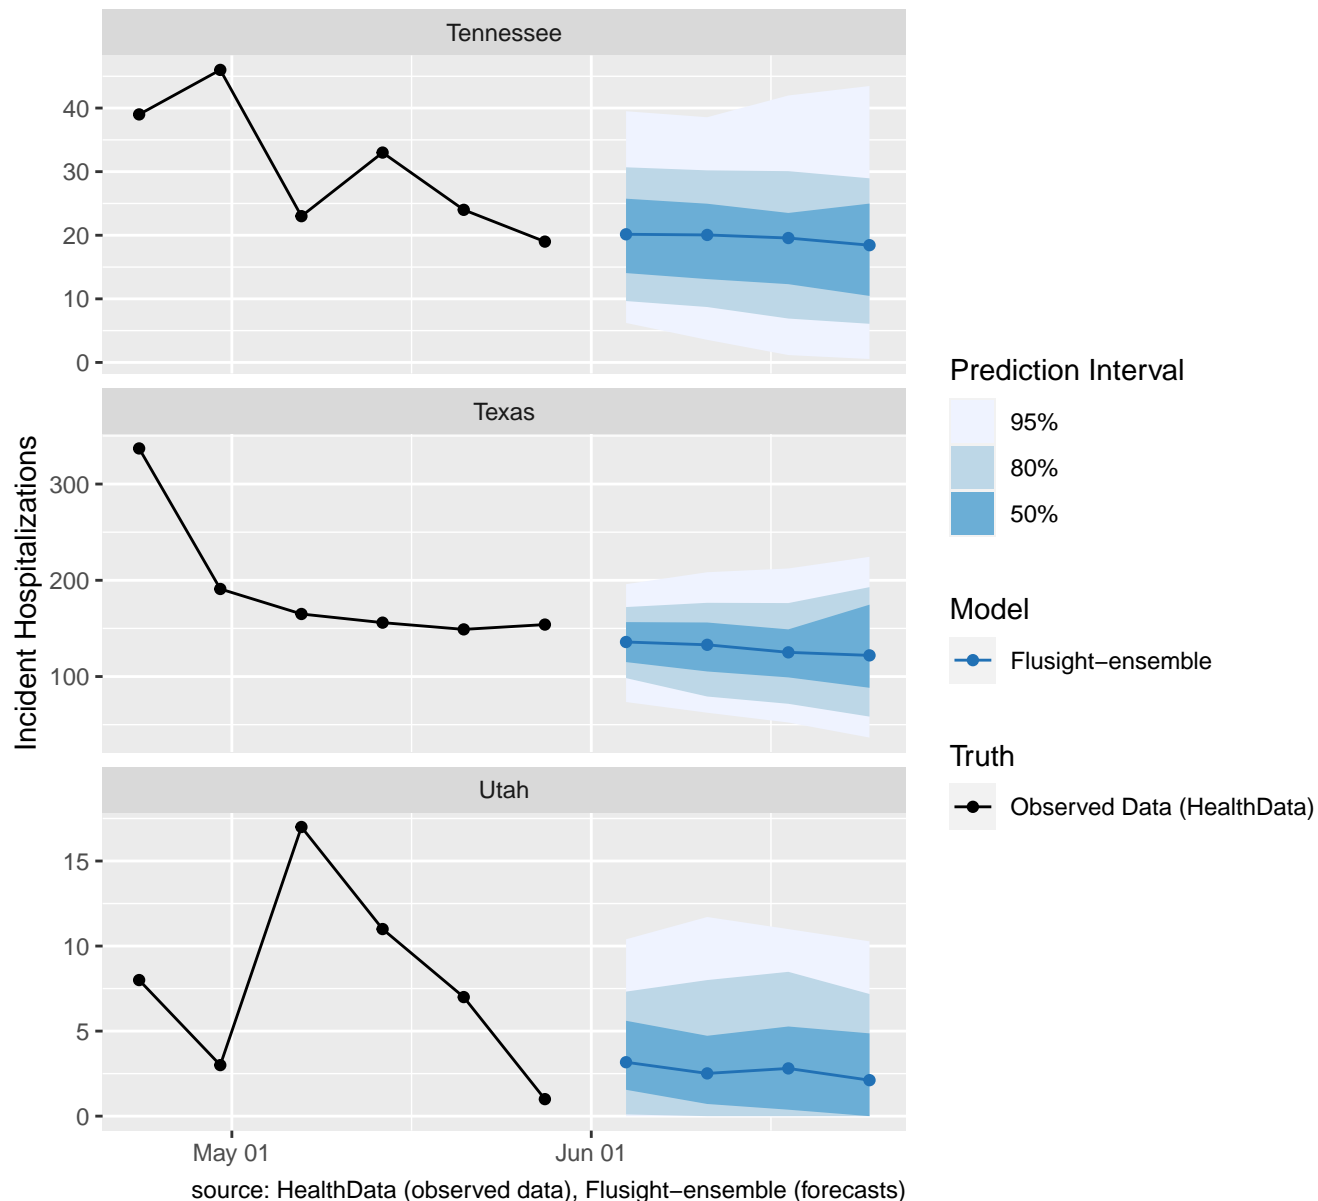 Tennessee
40
30
20
10
0
Texas
300
200
100
Utah
15
10
5
0
May 01
Jun 01
Incident Hospitalizations
source: HealthData (observed data), Flusight−ensemble (forecasts)
Prediction Interval
95%
80%
50%
Model
Flusight−ensemble
Truth
Observed Data (HealthData)